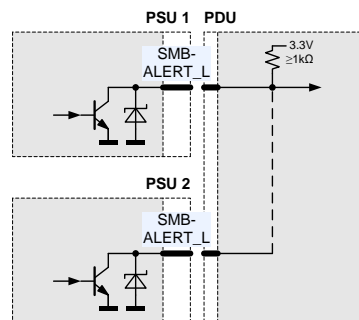 PSU 1 PDU
SMB-
ALERT_L
3.3V
≥1kΩ
PSU 2
SMB-
ALERT_L